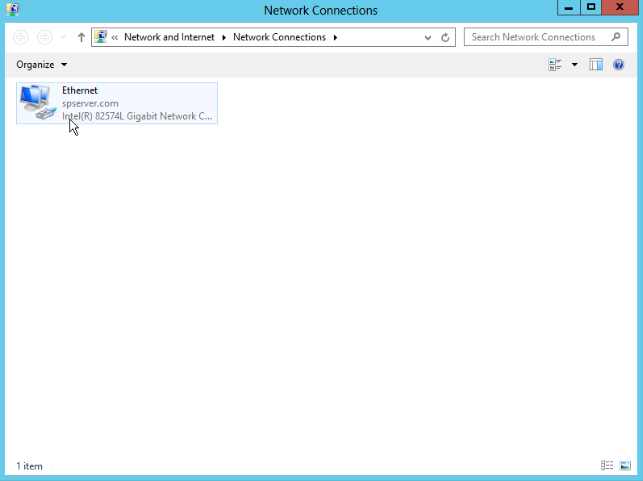 Network Connections
« Network and Internet ▸ Network Connections ▸
Search Network Connections
Organize
Ethernet
spserver.com
Intel(R) 82574L Gigabit Network C...
1 item